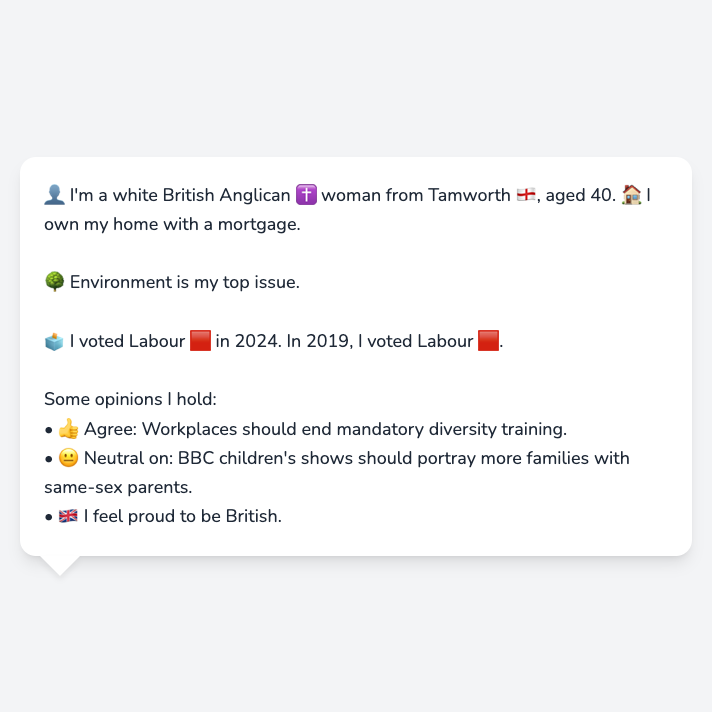 👤 I'm a white British Anglican ✝️ woman from Tamworth 🏴󠁧󠁢󠁥󠁮󠁧󠁿, aged 40. 🏠 I
own my home with a mortgage.
🌳 Environment is my top issue.
🗳️ I voted Labour 🟥 in 2024. In 2019, I voted Labour 🟥.
Some opinions I hold:
• 👍 Agree: Workplaces should end mandatory diversity training.
• 😐 Neutral on: BBC children's shows should portray more families with
same-sex parents.
• 🇬🇧 I feel proud to be British.